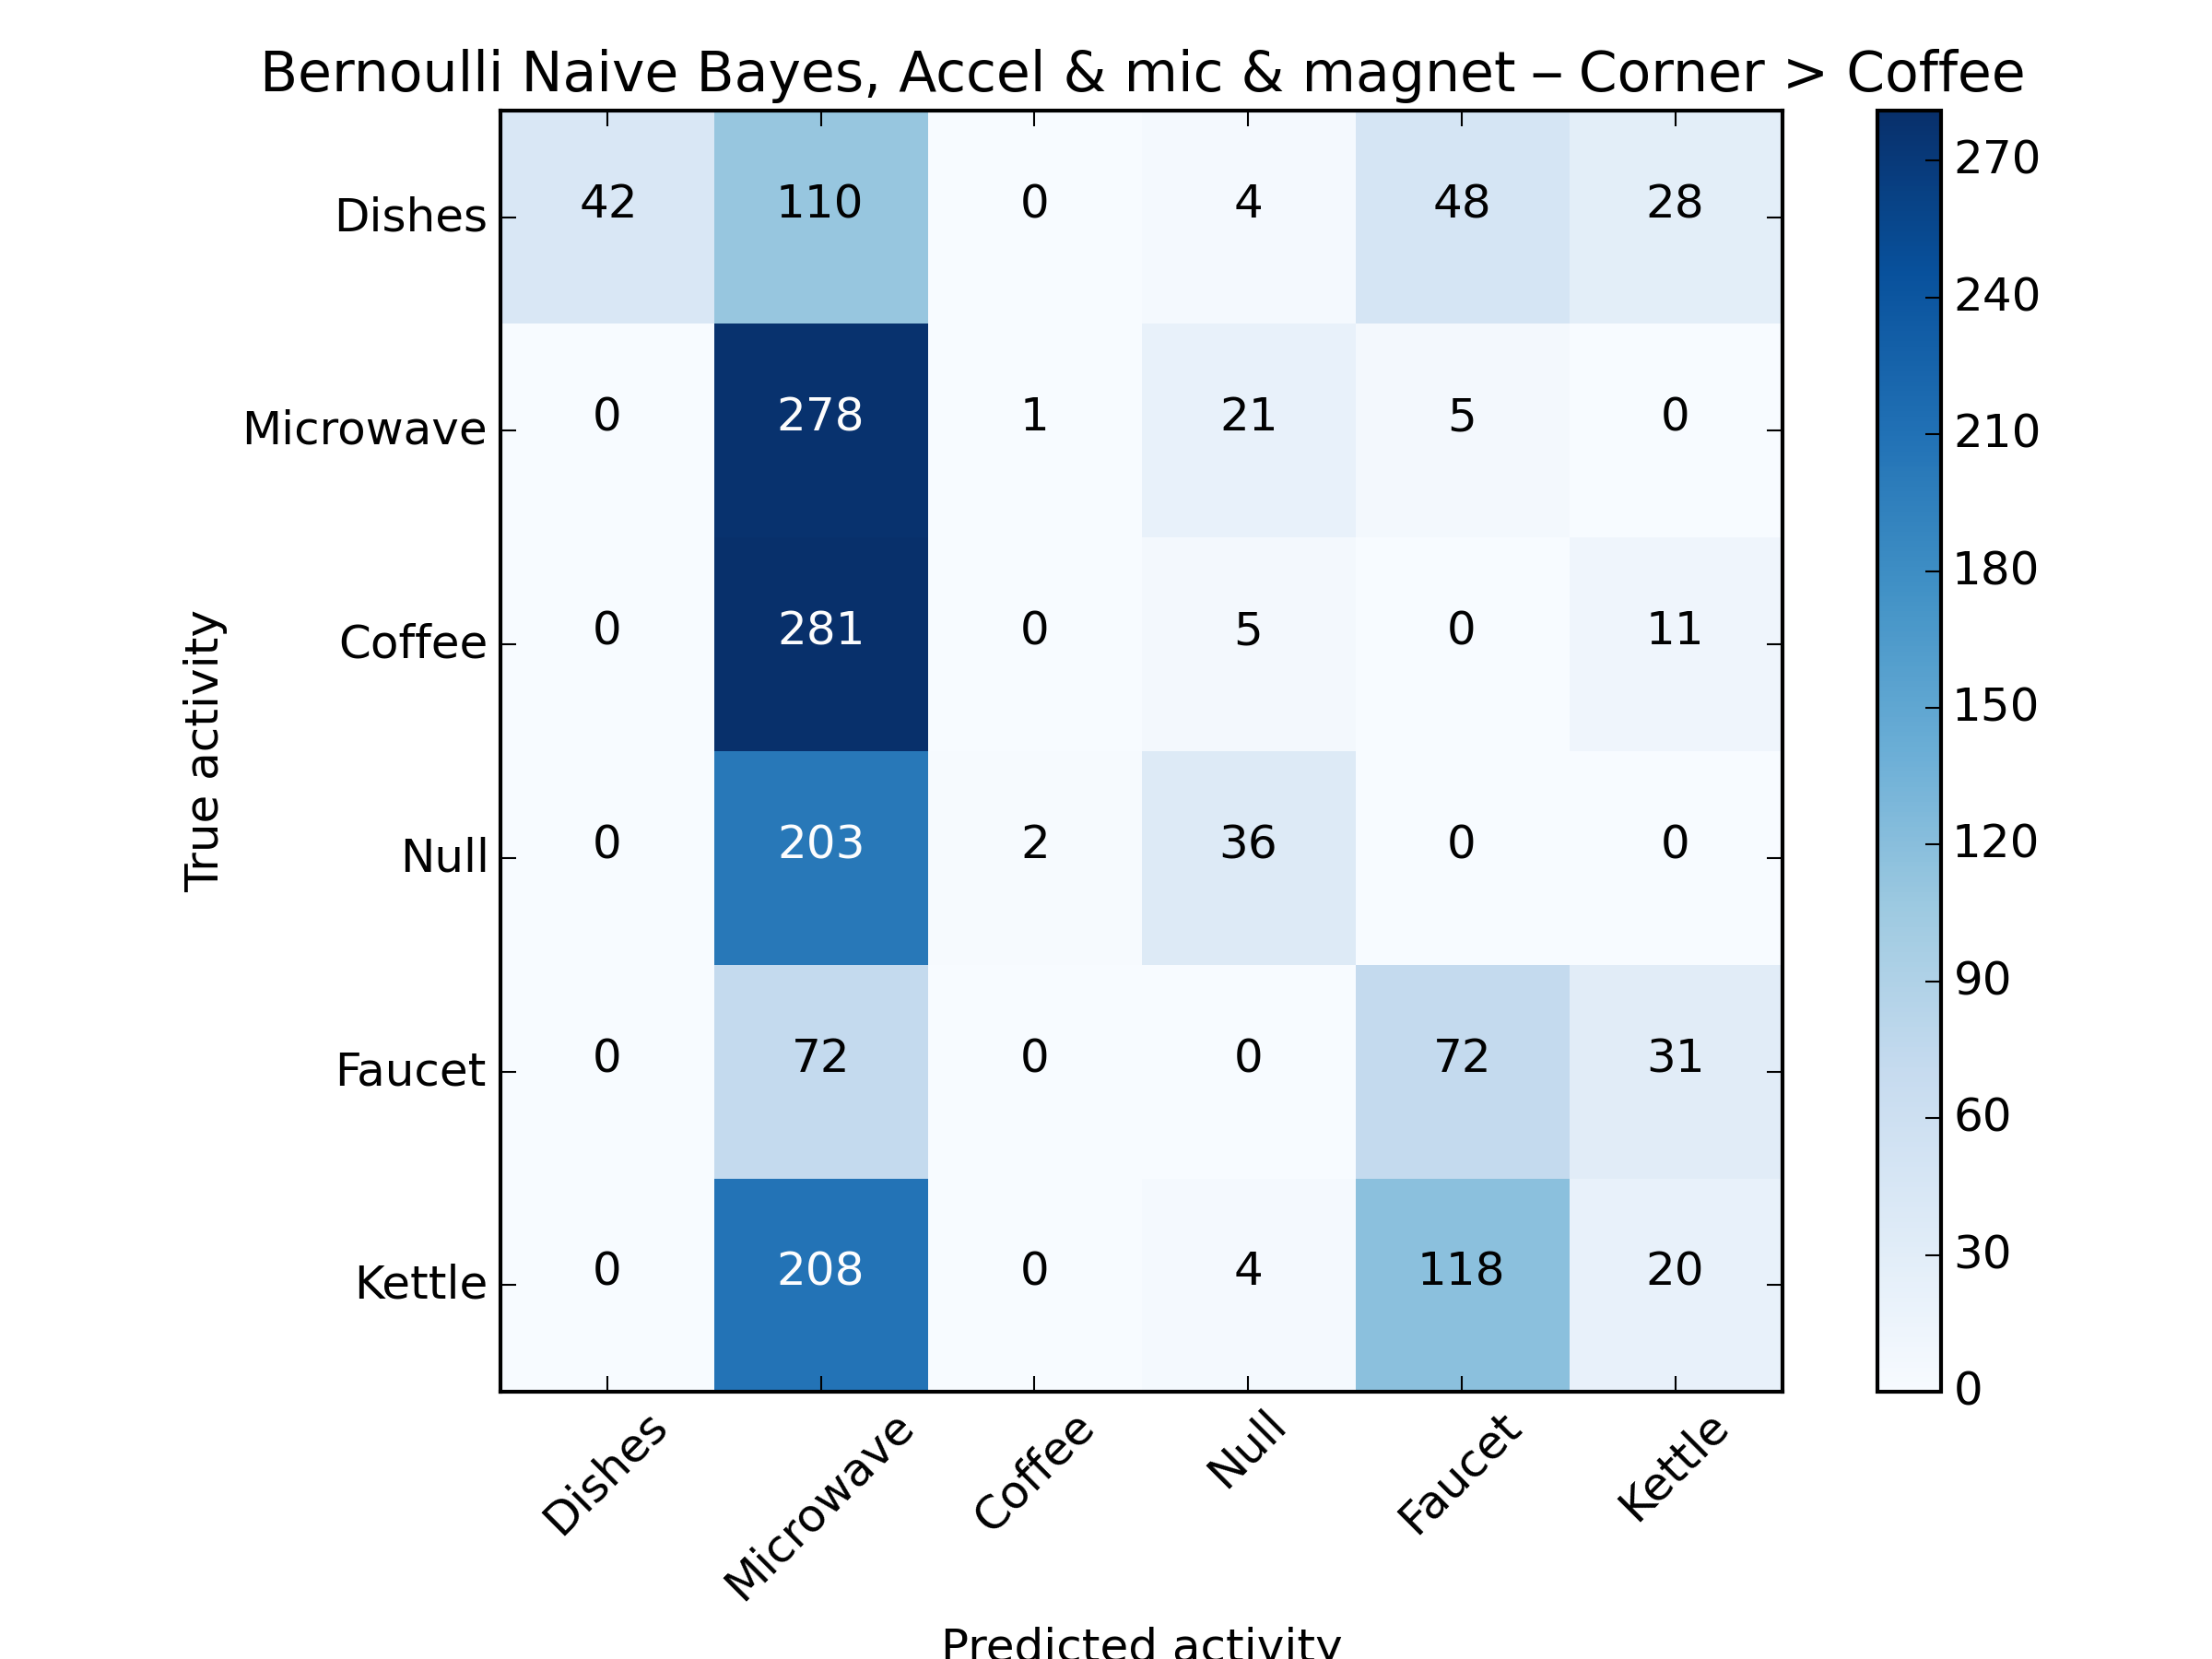 Bernoulli Naive Bayes, Accel & mic & magnet – Corner > Coffee
Dishes 42 110 0 4 48 28
Microwave 0 278 1 21 5 0
Coffee 0 281 0 5 0 11
Null 0 203 2 36 0 0
Faucet 0 72 0 0 72 31
Kettle 0 208 0 4 118 20
True activity
Dishes Microwave Coffee Null Faucet Kettle
Predicted activity
270
240
210
180
150
120
90
60
30
0